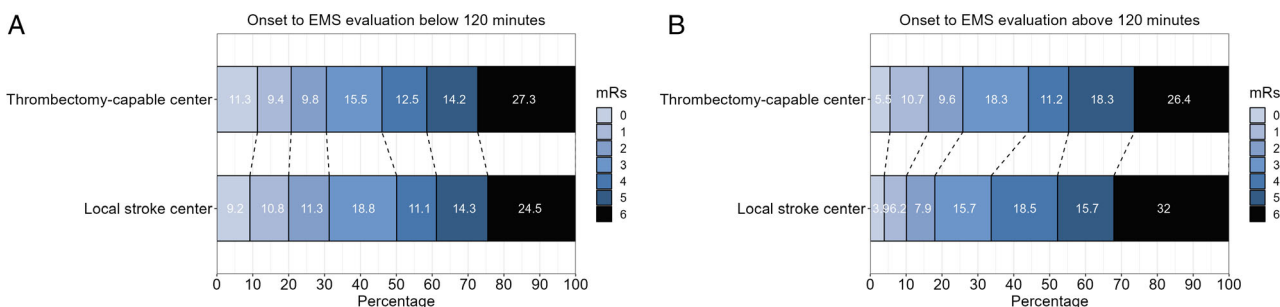 A
Onset to EMS evaluation below 120 minutes
Thrombectomy-capable center
11.3 9.4 9.8 15.5 12.5 14.2 27.3
Local stroke center
9.2 10.8 11.3 18.8 11.1 14.3 24.5
0 10 20 30 40 50 60 70 80 90 100
Percentage
mRs
0
1
2
3
4
5
6
B
Onset to EMS evaluation above 120 minutes
Thrombectomy-capable center
5.5 10.7 9.6 18.3 11.2 18.3 26.4
Local stroke center
3.9 6.2 7.9 15.7 18.5 15.7 32
0 10 20 30 40 50 60 70 80 90 100
Percentage
mRs
0
1
2
3
4
5
6